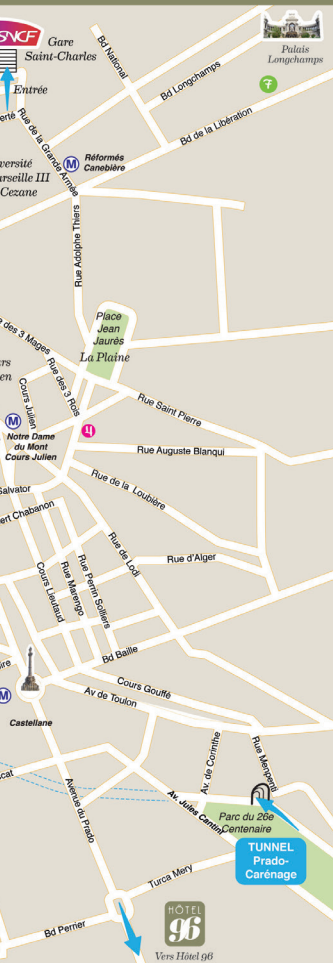 SNCF
Gare
Saint-Charles
Entrée
Bd National
Bd Longchamps
Palais
Longchamps
Bd de la Libération
Rue de la Grande Armée
M
Réformés
Canebière
Rue Adolphe Thiers
Place
Jean
Jaurès
La Plaine
des 3 Mages
Rue des 3 Rois
Cours Julien
M
Notre Dame
du Mont
Cours Julien
Rue Saint Pierre
Rue Auguste Blanqui
Rue de la Loubière
Salvator
Chabanon
Rue de Lodi
Rue d'Alger
Cours Lieutaud
Rue Marengo
Rue Perrin Solliers
Bd Baille
Cours Gouffé
Av de Toulon
M
Castellane
Avenue du Prado
Av. Jules Cantini
Av. de Corinthe
Rue Menpenti
Parc du 26e
Centenaire
TUNNEL
Prado-
Carénage
Turca Mery
Bd Perrier
HÔTEL
96
Vers Hôtel 96